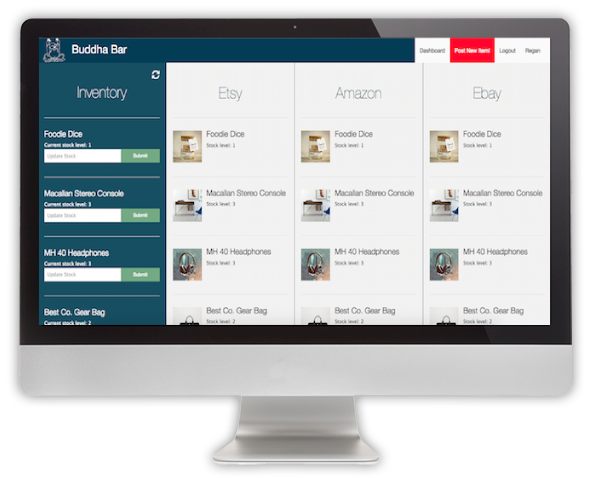 Buddha Bar
Dashboard
Post New Item!
Logout
Regan
Inventory
Etsy
Amazon
Ebay
Foodie Dice
Current stock level: 1
Update Stock
Submit
Foodie Dice
Stock level: 1
Foodie Dice
Stock level: 1
Foodie Dice
Stock level: 1
Macallan Stereo Console
Current stock level: 3
Update Stock
Submit
Macallan Stereo Console
Stock level: 3
Macallan Stereo Console
Stock level: 3
Macallan Stereo Console
Stock level: 3
MH 40 Headphones
Current stock level: 3
Update Stock
Submit
MH 40 Headphones
Stock level: 3
MH 40 Headphones
Stock level: 3
MH 40 Headphones
Stock level: 3
Best Co. Gear Bag
Current stock level: 2
Best Co. Gear Bag
Stock level: 2
Best Co. Gear Bag
Stock level: 2
Best Co. Gear Bag
Stock level: 2